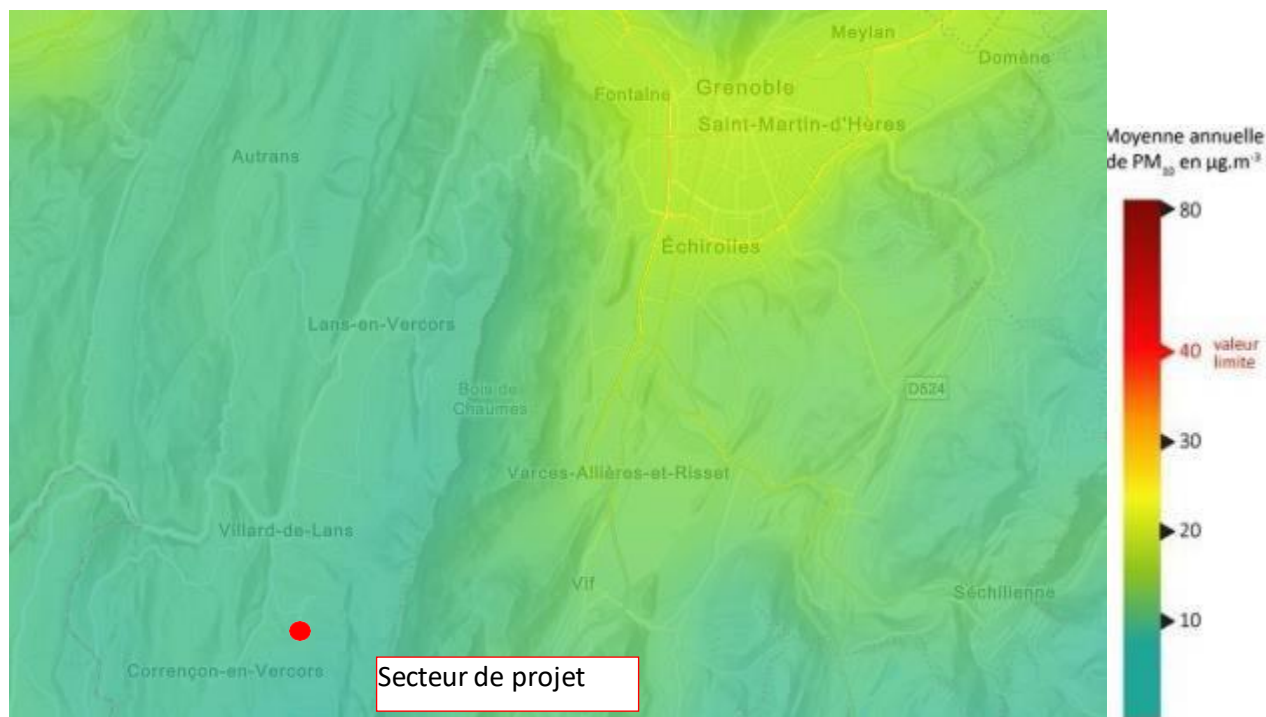 Meylan
Domène
Grenoble
Fontaine
Saint-Martin-d'Hères
Autrans
Échirolles
Lans-en-Vercors
Bois de
Chaumes
D524
Varces-Allières-et-Risset
Villard-de-Lans
Vif
Séchilienne
Corrençon-en-Vercors
Secteur de projet
Moyenne annuelle
de PM10 en µg.m-3
80
40 valeur
limite
30
20
10